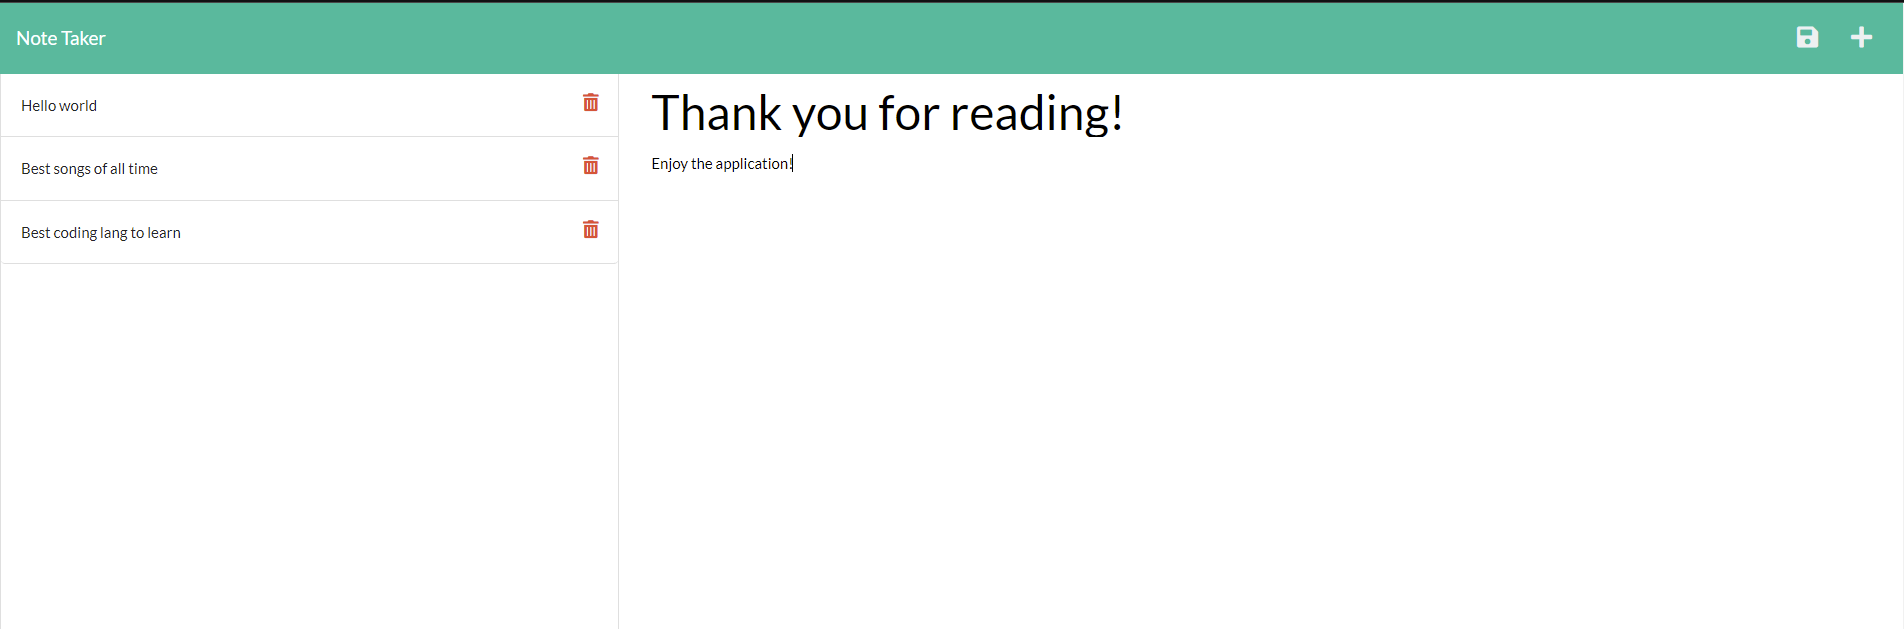 Note Taker
Hello world
Best songs of all time
Best coding lang to learn
Thank you for reading!
Enjoy the application!